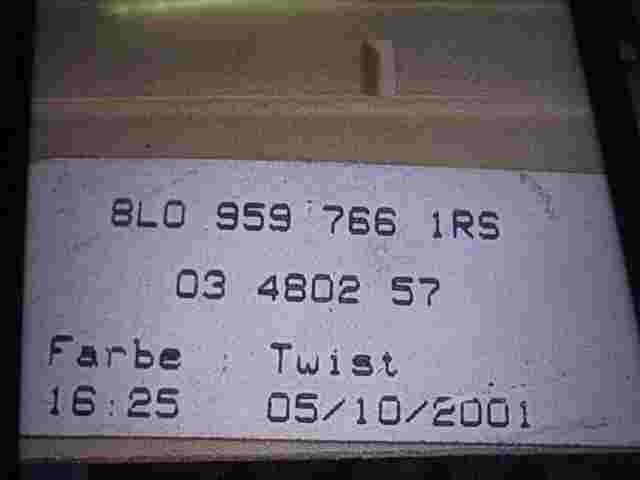 8L0 959 766 1RS
03 4802 57
Farbe : Twist
16:25 05/10/2001